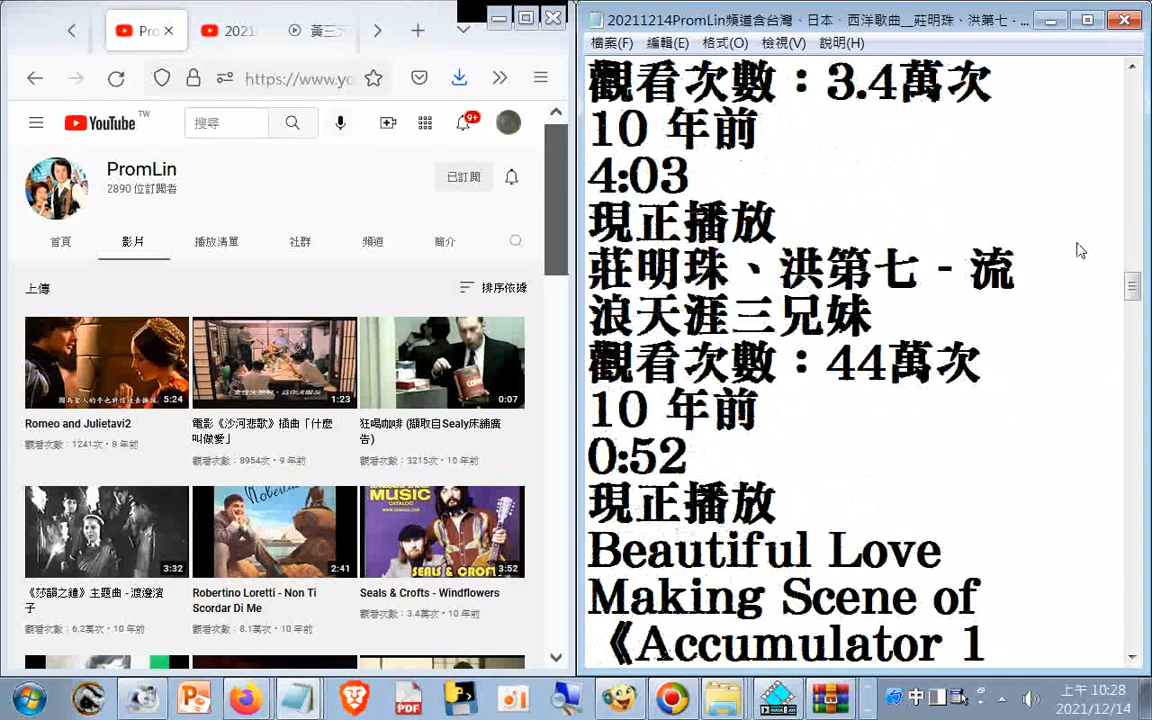 Pro
2021
黃三
https://www.yo
YouTube TW
搜尋
9+
PromLin
2890 位訂閱者
已訂閱
首頁
影片
播放清單
社群
頻道
簡介
上傳
排序依據
5:24
1:23
0:07
Romeo and Julietavi2
觀看次數：1241次・8 年前
電影《沙河悲歌》插曲「什麼
叫做愛」
觀看次數：8954次・9 年前
狂喝咖啡 (擷取自Sealy床舖廣
告)
觀看次數：3215次・10 年前
MUSIC
CATALOG
SEALS & CROFTS
3:32
2:41
3:52
《莎韻之鐘》主題曲 - 渡邊濱
子
觀看次數：6.2萬次・10 年前
Robertino Loretti - Non Ti
Scordar Di Me
觀看次數：8.1萬次・10 年前
Seals & Crofts - Windflowers
觀看次數：3.4萬次・10 年前
20211214PromLin頻道含台灣、日本、西洋歌曲__莊明珠、洪第七 - ...
檔案(F)
編輯(E)
格式(O)
檢視(V)
說明(H)
觀看次數：3.4萬次
10 年前
4:03
現正播放
莊明珠、洪第七 - 流
浪天涯三兄妹
觀看次數：44萬次
10 年前
0:52
現正播放
Beautiful Love
Making Scene of
《Accumulator 1
PDF
中
上午 10:28
2021/12/14